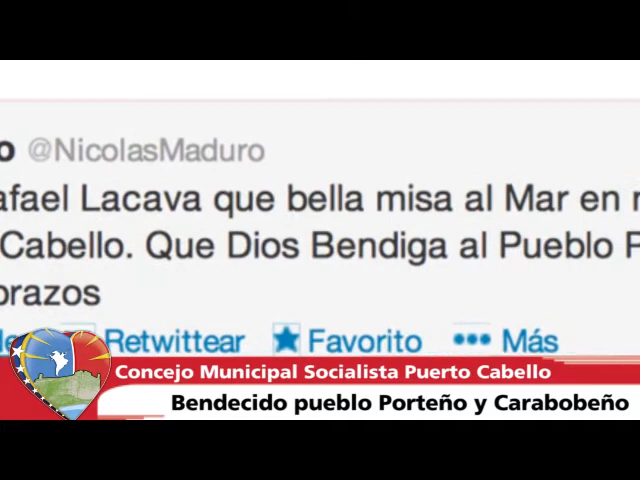 o @NicolasMaduro
afael Lacava que bella misa al Mar en
Cabello. Que Dios Bendiga al Pueblo
brazos
Retwittear Favorito Más
Concejo Municipal Socialista Puerto Cabello
Bendecido pueblo Porteño y Carabobeño